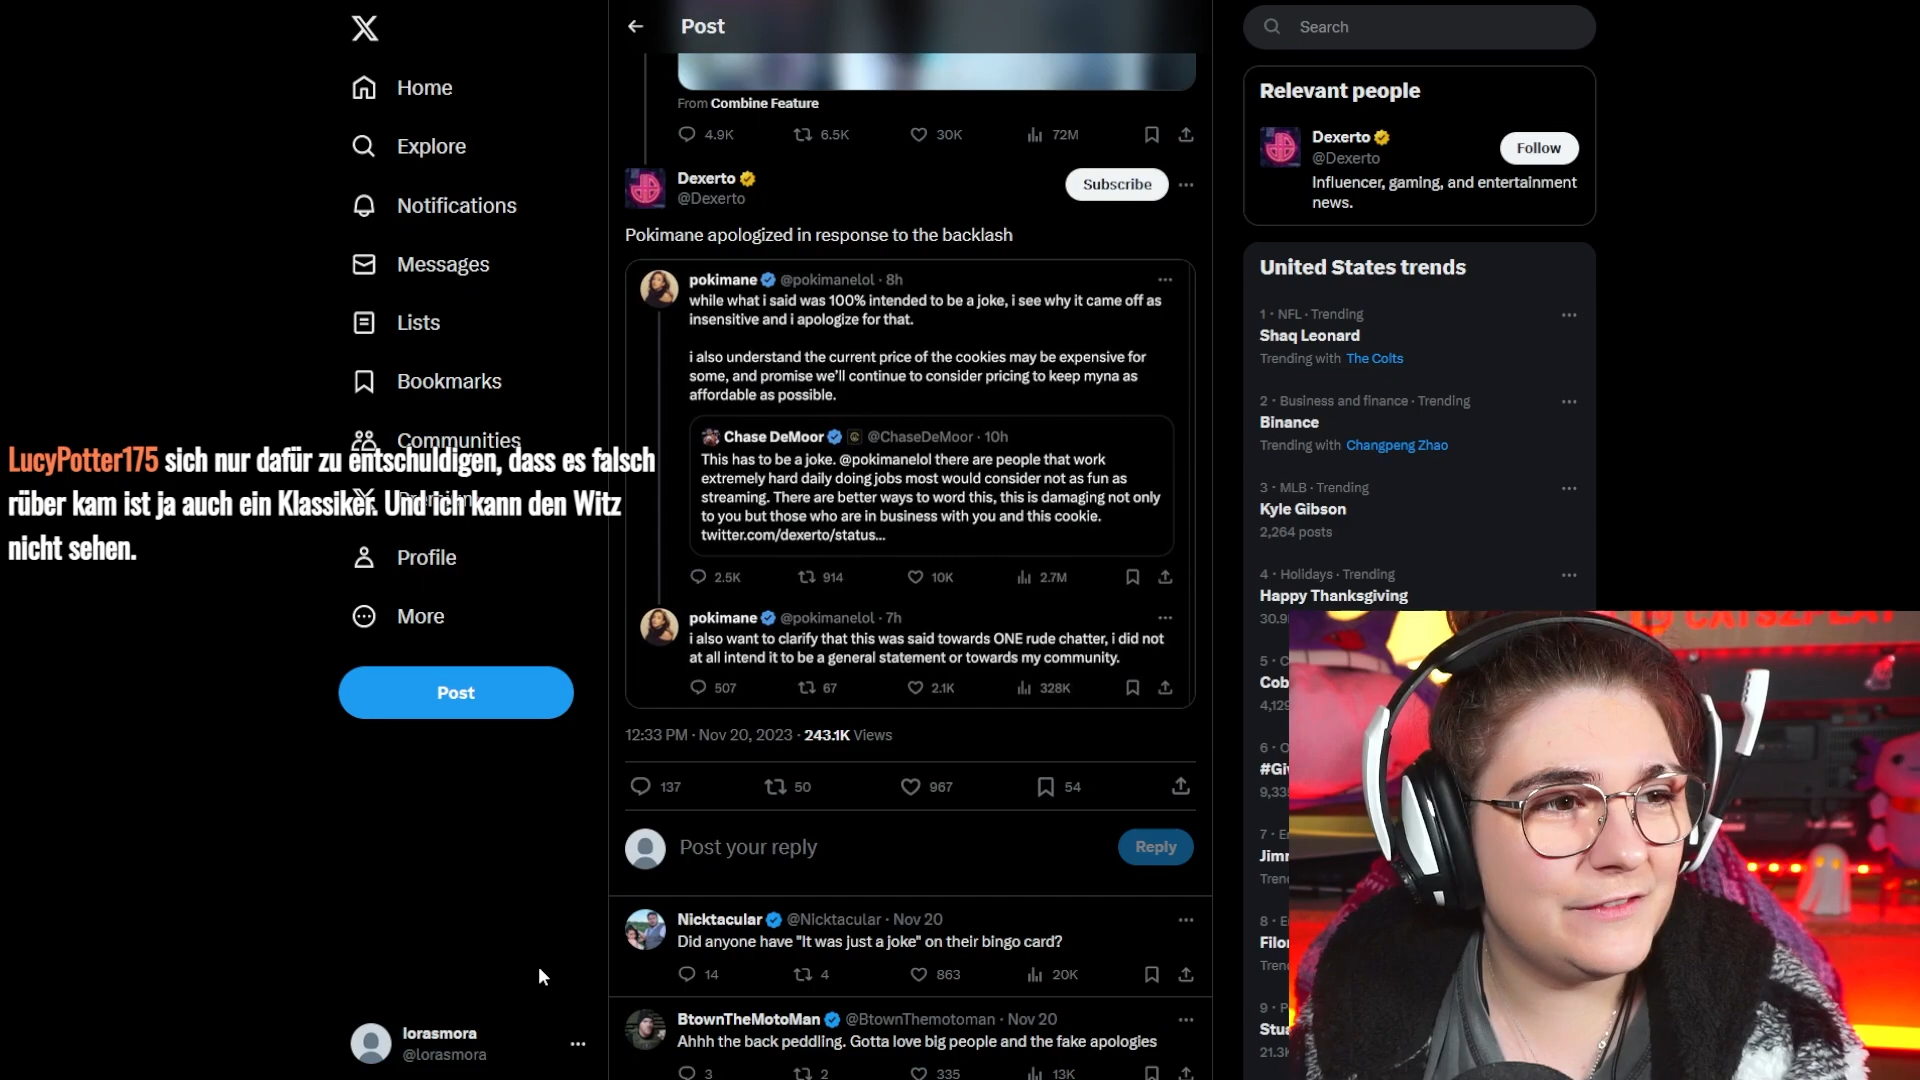 Home
Explore
Notifications
Messages
Lists
Bookmarks
Communities
LucyPotter175 sich nur dafür zu entschuldigen, dass es falsch
rüber kam ist ja auch ein Klassiker. Und ich kann den Witz
nicht sehen.
Profile
More
Post
lorasmora
@lorasmora
Post
From Combine Feature
4.9K 6.5K 30K 72M
Dexerto
@Dexerto
Subscribe
Pokimane apologized in response to the backlash
pokimane @pokimanelol · 8h
while what i said was 100% intended to be a joke, i see why it came off as
insensitive and i apologize for that.
i also understand the current price of the cookies may be expensive for
some, and promise we'll continue to consider pricing to keep myna as
affordable as possible.
Chase DeMoor @ChaseDeMoor · 10h
This has to be a joke. @pokimanelol there are people that work
extremely hard daily doing jobs most would consider not as fun as
streaming. There are better ways to word this, this is damaging not only
to you but those who are in business with you and this cookie.
twitter.com/dexerto/status...
2.5K 914 10K 2.7M
pokimane @pokimanelol · 7h
i also want to clarify that this was said towards ONE rude chatter, i did not
at all intend it to be a general statement or towards my community.
507 67 2.1K 328K
12:33 PM · Nov 20, 2023 · 243.1K Views
137 50 967 54
Post your reply
Reply
Nicktacular @Nicktacular · Nov 20
Did anyone have "It was just a joke" on their bingo card?
14 4 863 20K
BtownTheMotoMan @BtownThemotoman · Nov 20
Ahhh the back peddling. Gotta love big people and the fake apologies
3 2 335 13K
Search
Relevant people
Dexerto
@Dexerto
Follow
Influencer, gaming, and entertainment
news.
United States trends
1 · NFL · Trending
Shaq Leonard
Trending with The Colts
2 · Business and finance · Trending
Binance
Trending with Changpeng Zhao
3 · MLB · Trending
Kyle Gibson
2,264 posts
4 · Holidays · Trending
Happy Thanksgiving